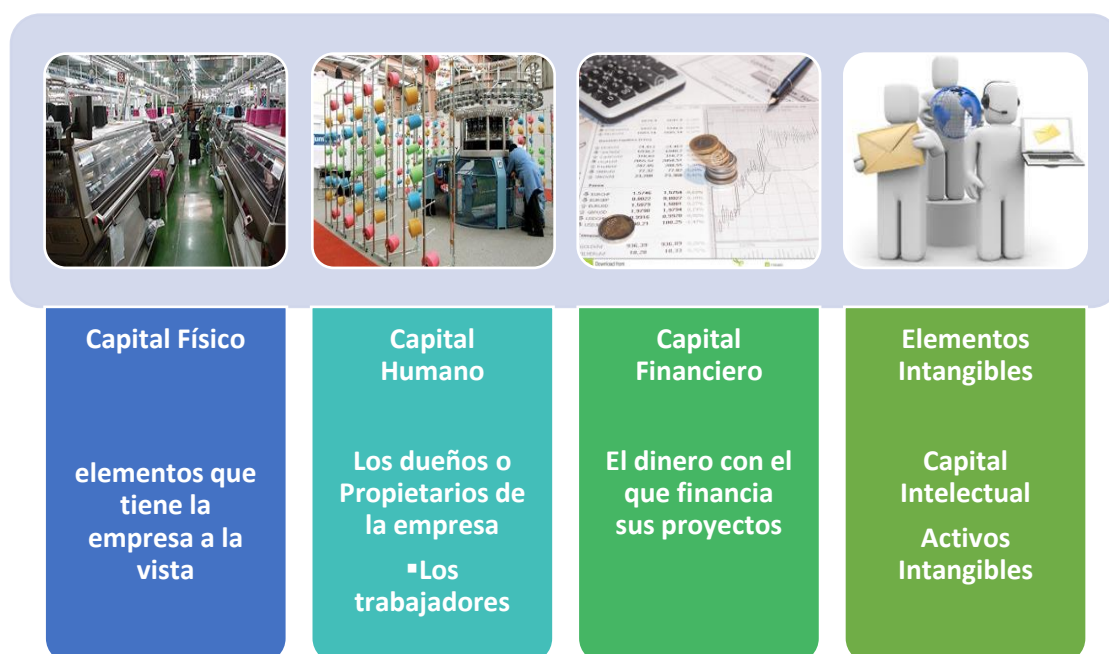 Capital Físico
elementos que
tiene la
empresa a la
vista
Capital
Humano
Los dueños o
Propietarios de
la empresa
▪Los
trabajadores
Capital
Financiero
El dinero con el
que financia
sus proyectos
Elementos
Intangibles
Capital
Intelectual
Activos
Intangibles